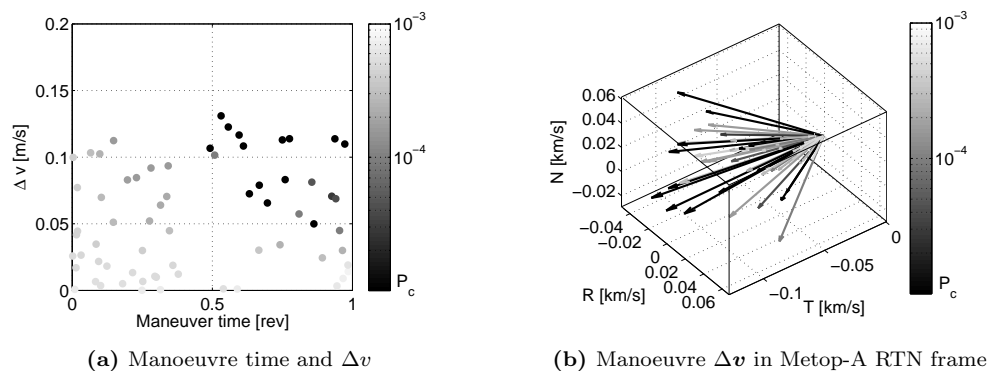 0.2
0.15
0.1
0.05
0
Δ v [m/s]
0
0.5
1
Maneuver time [rev]
10⁻³
10⁻⁴
P_c
(a) Manoeuvre time and Δv
0.06
0.04
0.02
0
−0.02
N [km/s]
−0.04
−0.02
0
0.02
0.04
0.06
R [km/s]
−0.1
−0.05
0
T [km/s]
10⁻³
10⁻⁴
P_c
(b) Manoeuvre Δv in Metop-A RTN frame